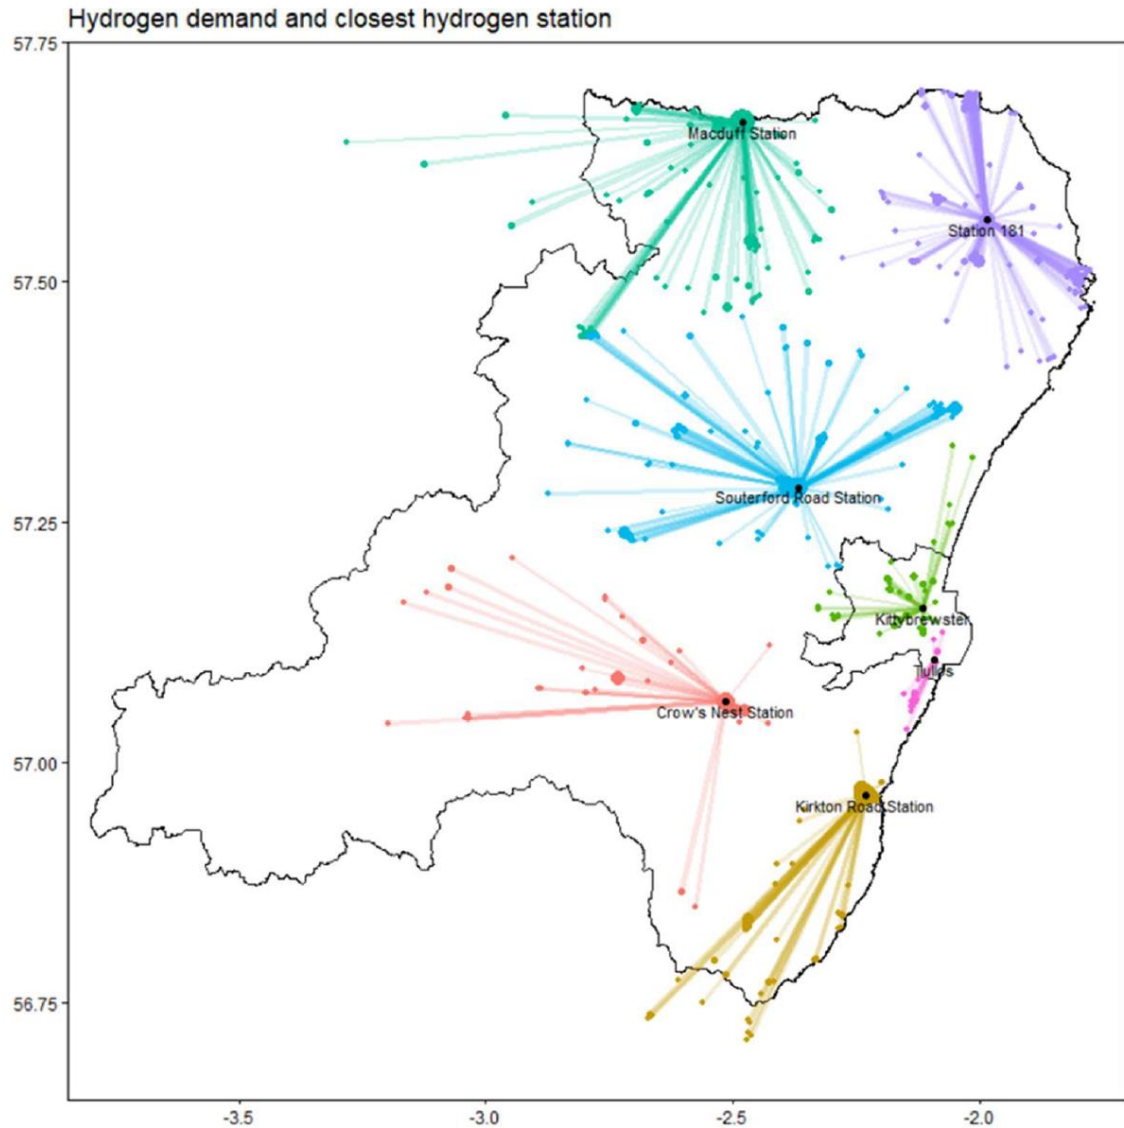 Hydrogen demand and closest hydrogen station
57.75
Macduff Station
Station 181
57.50
Souterford Road Station
57.25
Kittybrewster
Tullos
Crow's Nest Station
57.00
Kirkton Road Station
56.75
-3.5
-3.0
-2.5
-2.0